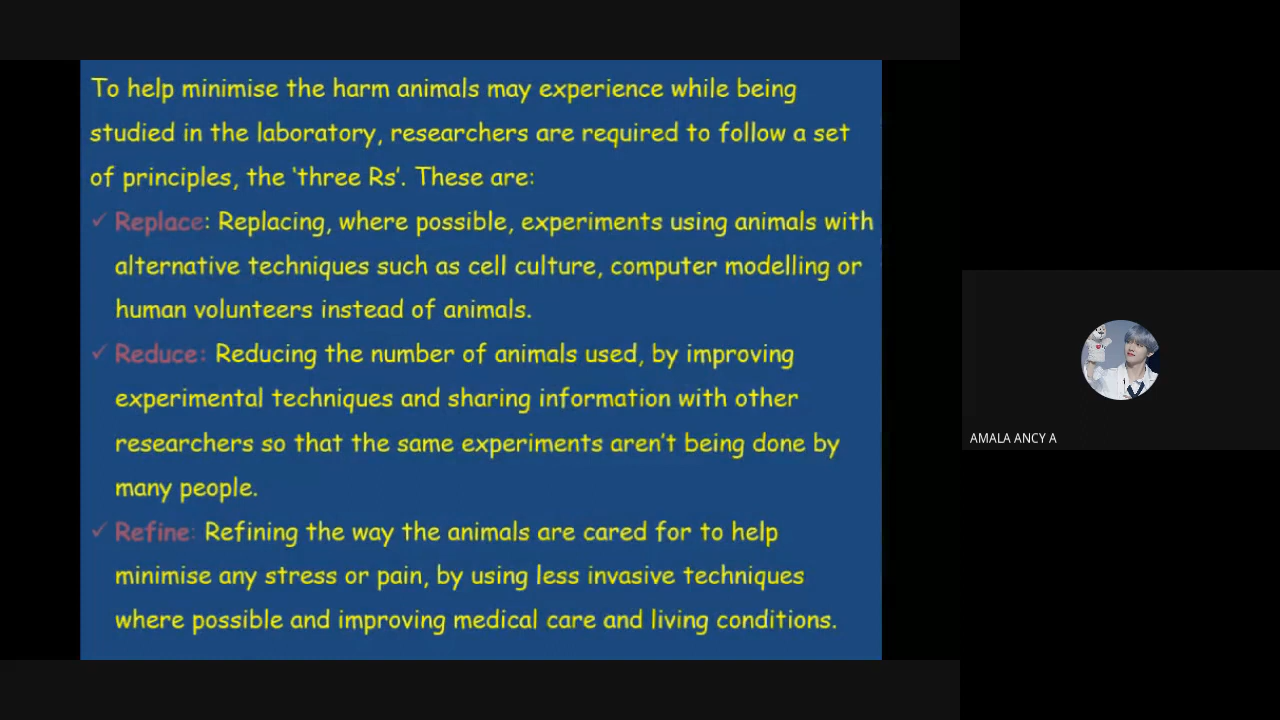 To help minimise the harm animals may experience while being
studied in the laboratory, researchers are required to follow a set
of principles, the ‘three Rs’. These are:
✓ Replace: Replacing, where possible, experiments using animals with
alternative techniques such as cell culture, computer modelling or
human volunteers instead of animals.
✓ Reduce: Reducing the number of animals used, by improving
experimental techniques and sharing information with other
researchers so that the same experiments aren’t being done by
many people.
✓ Refine: Refining the way the animals are cared for to help
minimise any stress or pain, by using less invasive techniques
where possible and improving medical care and living conditions.
AMALA ANCY A